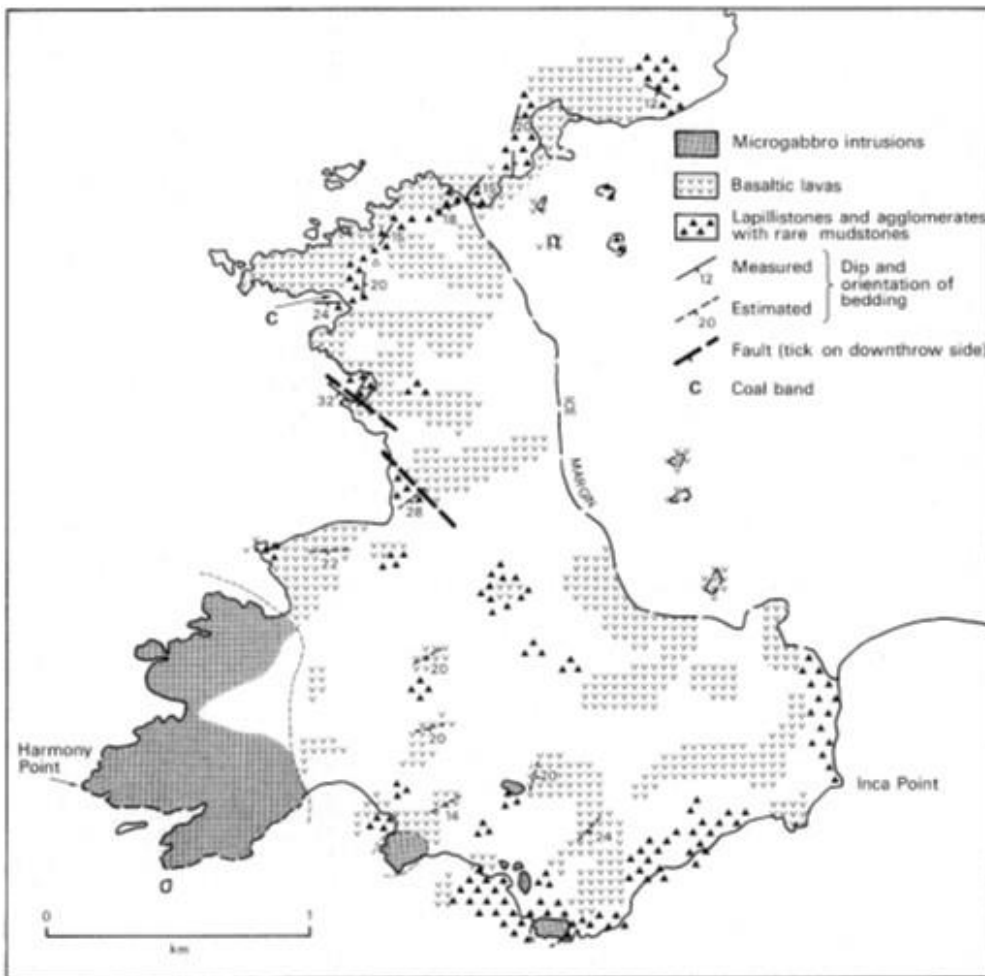 12
20
15
18
16
20
24
C
32
28
22
20
20
20
14
24
ICE
MARGIN
Microgabbro intrusions
Basaltic lavas
Lapillistones and agglomerates
with rare mudstones
12
Measured
20
Estimated
Dip and
orientation of
bedding
Fault (tick on downthrow side)
C
Coal band
Harmony
Point
Inca Point
0
1
km